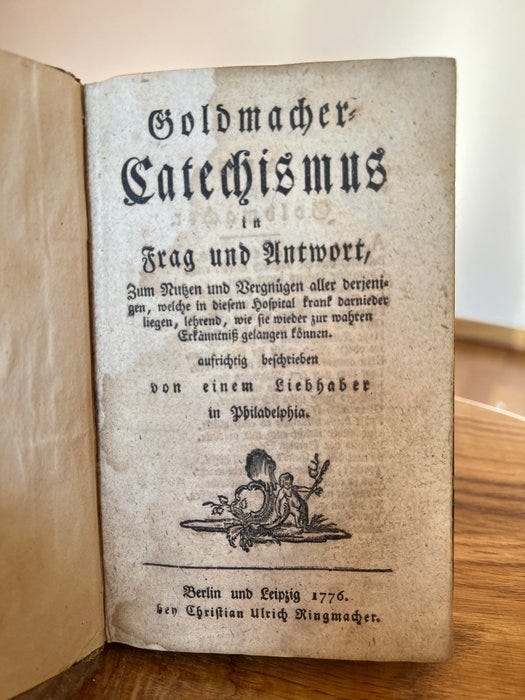 Goldmacher-
Catechismus
in
Frag und Antwort,
Zum Nutzen und Vergnügen aller derjeni-
gen, welche in diesem Hospital krank darnieder
liegen, lehrend, wie sie wieder zur wahren
Erkänntniß gelangen können.
aufrichtig beschrieben
von einem Liebhaber
in Philadelphia.
Berlin und Leipzig 1776.
bey Christian Ulrich Ringmacher.